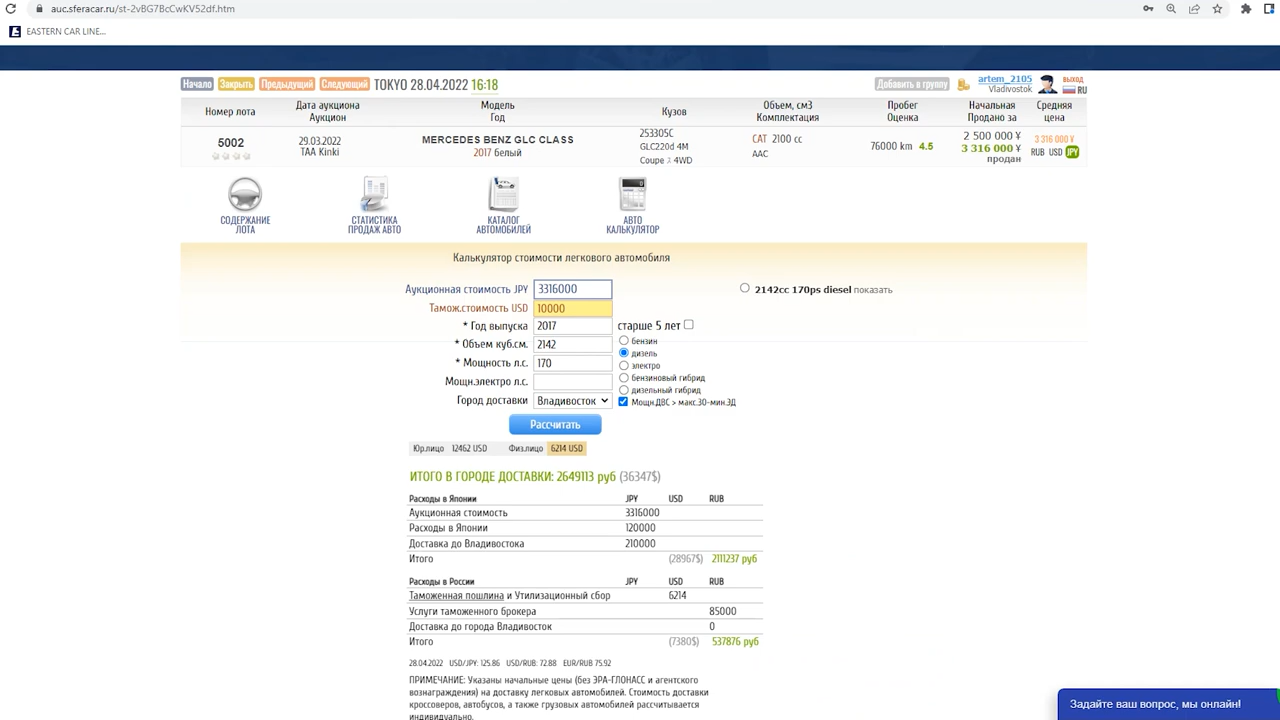 auc.sferacar.ru/st-2vBG7BcCwKV52df.htm
EASTERN CAR LINE...
Начало Закрыть Предыдущий Следующий TOKYO 28.04.2022 16:18 Добавить в группу artem_2105 выход
Vladivostok RU
Номер лота Дата аукциона Аукцион Модель Год Кузов Объем, см3 Комплектация Пробег Оценка Начальная Продано за Средняя цена
5002 29.03.2022 TAA Kinki MERCEDES BENZ GLC CLASS 2017 белый 253305C GLC220d 4M Coupe 4WD CAT 2100 cc AAC 76000 km 4.5 2 500 000 ¥ 3 316 000 ¥ продан 3 316 000 ¥ RUB USD JPY
СОДЕРЖАНИЕ ЛОТА СТАТИСТИКА ПРОДАЖ АВТО КАТАЛОГ АВТОМОБИЛЕЙ АВТО КАЛЬКУЛЯТОР
Калькулятор стоимости легкового автомобиля
Аукционная стоимость JPY 3316000 2142cc 170ps diesel показать
Тамож.стоимость USD 10000
* Год выпуска 2017 старше 5 лет
* Объем куб.см. 2142 бензин
дизель
* Мощность л.с. 170 электро
Мощн.электро л.с. бензиновый гибрид
дизельный гибрид
Город доставки Владивосток Мощн.ДВС > макс.30-мин.ЭД
Рассчитать
Юр.лицо 12462 USD Физ.лицо 6214 USD
ИТОГО В ГОРОДЕ ДОСТАВКИ: 2649113 руб (36347$)
Расходы в Японии JPY USD RUB
Аукционная стоимость 3316000
Расходы в Японии 120000
Доставка до Владивостока 210000
Итого (28967$) 2111237 руб
Расходы в России JPY USD RUB
Таможенная пошлина и Утилизационный сбор 6214
Услуги таможенного брокера 85000
Доставка до города Владивосток 0
Итого (7380$) 537876 руб
28.04.2022 USD/JPY: 125.86 USD/RUB: 72.88 EUR/RUB 75.92
ПРИМЕЧАНИЕ: Указаны начальные цены (без ЭРА-ГЛОНАСС и агентского
вознаграждения) на доставку легковых автомобилей. Стоимость доставки
кроссоверов, автобусов, а также грузовых автомобилей рассчитывается
индивидуально.
Задайте ваш вопрос, мы онлайн!